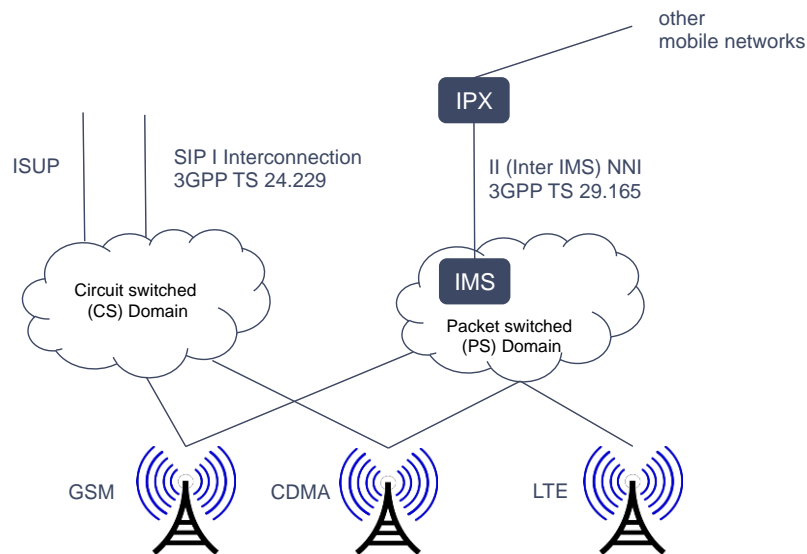 other
mobile networks
IPX
ISUP
SIP I Interconnection
3GPP TS 24.229
II (Inter IMS) NNI
3GPP TS 29.165
IMS
Circuit switched
(CS) Domain
Packet switched
(PS) Domain
GSM
CDMA
LTE